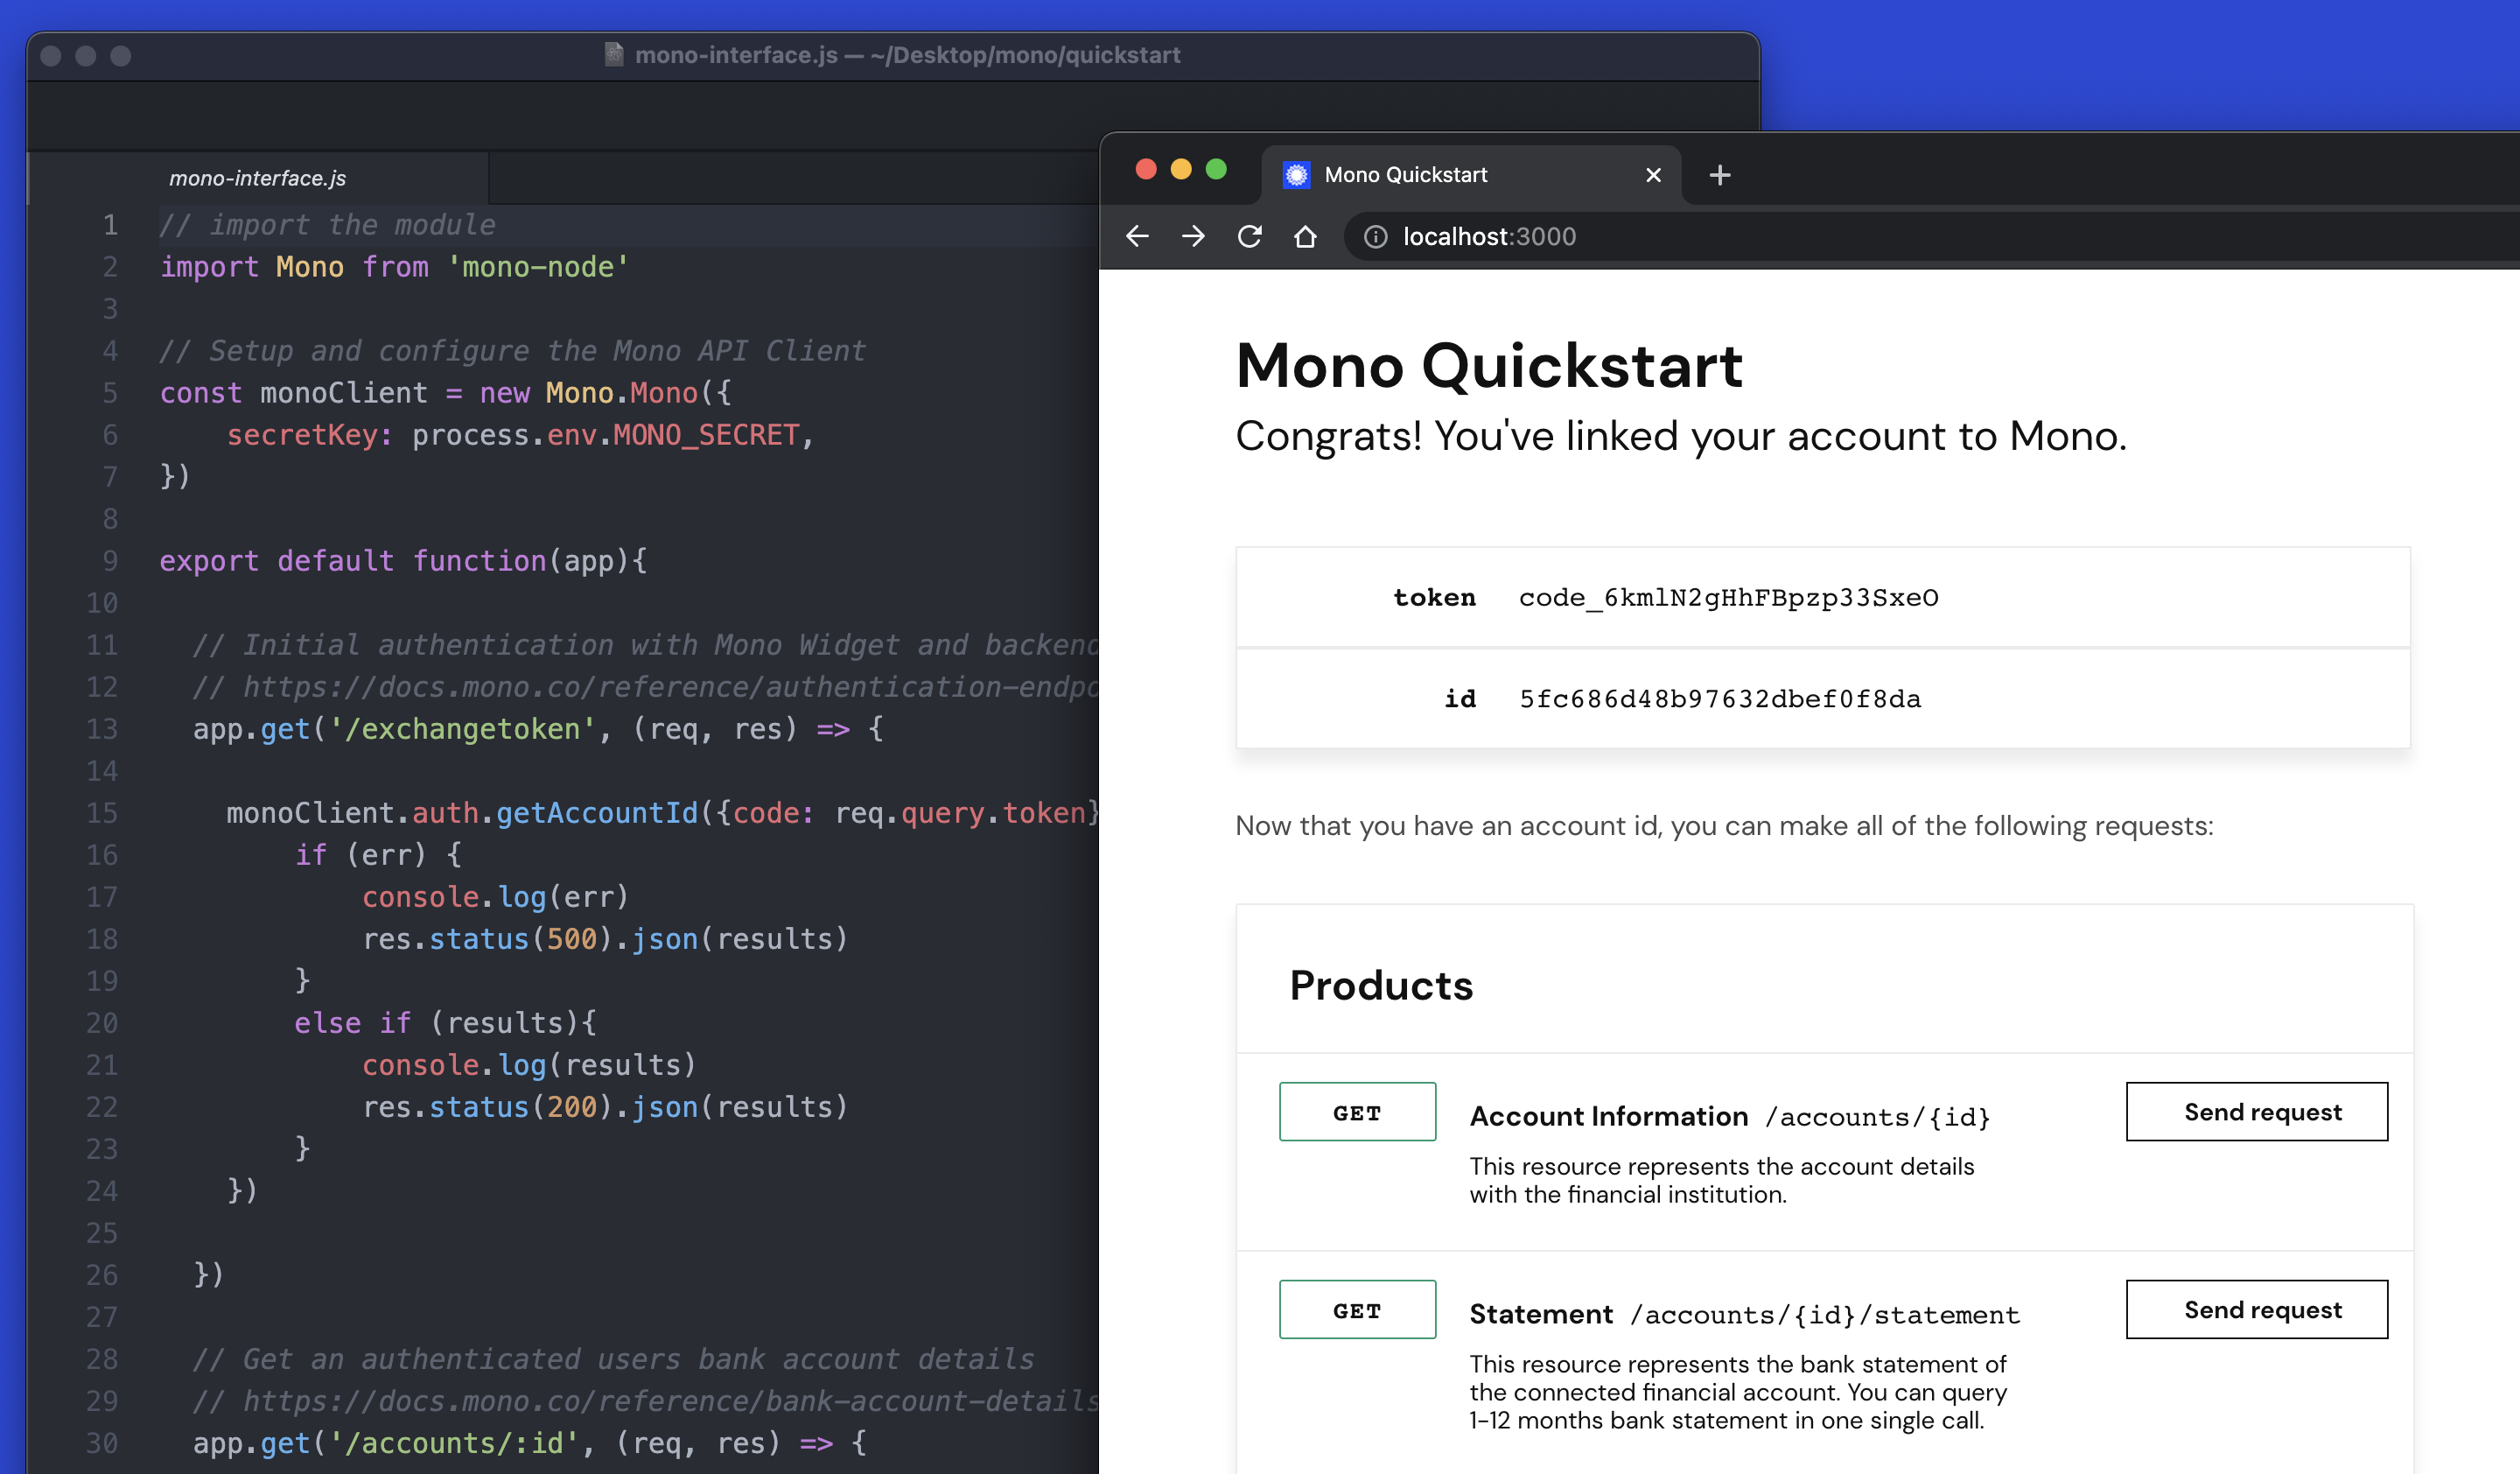 mono-interface.js — ~/Desktop/mono/quickstart
mono-interface.js
1 // import the module
2 import Mono from 'mono-node'
3
4 // Setup and configure the Mono API Client
5 const monoClient = new Mono.Mono({
6 secretKey: process.env.MONO_SECRET,
7 })
8
9 export default function(app){
10
11 // Initial authentication with Mono Widget and backend
12 // https://docs.mono.co/reference/authentication-endpo
13 app.get('/exchangetoken', (req, res) => {
14
15 monoClient.auth.getAccountId({code: req.query.token}
16 if (err) {
17 console.log(err)
18 res.status(500).json(results)
19 }
20 else if (results){
21 console.log(results)
22 res.status(200).json(results)
23 }
24 })
25
26 })
27
28 // Get an authenticated users bank account details
29 // https://docs.mono.co/reference/bank-account-details
30 app.get('/accounts/:id', (req, res) => {
Mono Quickstart
localhost:3000
Mono Quickstart
Congrats! You've linked your account to Mono.
token code_6kmlN2gHhFBpzp33SxeO
id 5fc686d48b97632dbef0f8da
Now that you have an account id, you can make all of the following requests:
Products
GET Account Information /accounts/{id} Send request
This resource represents the account details
with the financial institution.
GET Statement /accounts/{id}/statement Send request
This resource represents the bank statement of
the connected financial account. You can query
1-12 months bank statement in one single call.